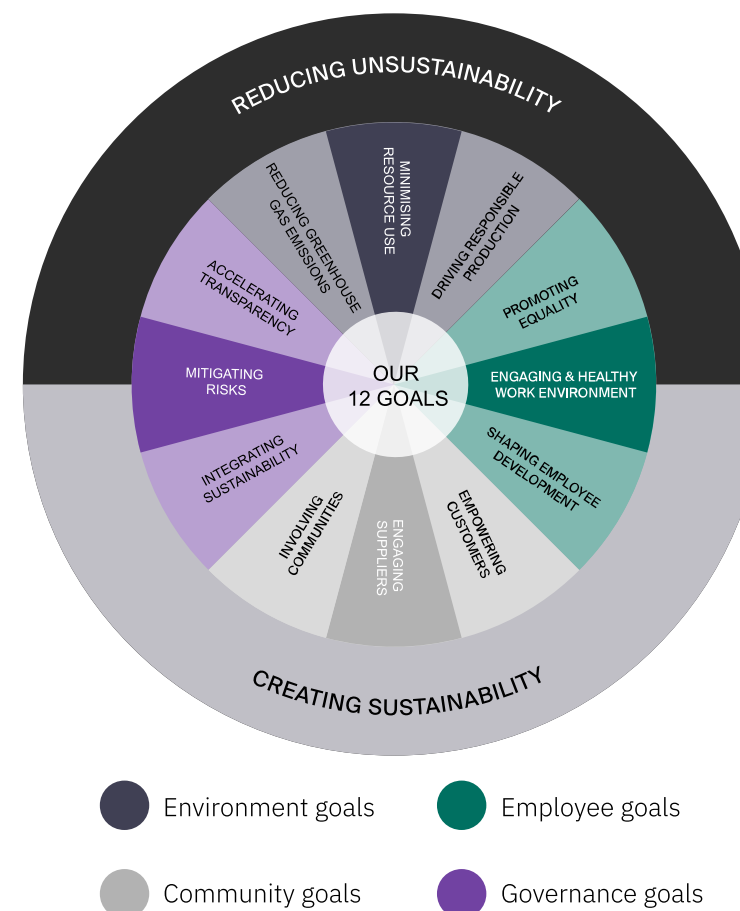 REDUCING UNSUSTAINABILITY
MINIMISING
RESOURCE USE
DRIVING RESPONSIBLE
PRODUCTION
PROMOTING
EQUALITY
ENGAGING & HEALTHY
WORK ENVIRONMENT
SHAPING EMPLOYEE
DEVELOPMENT
EMPOWERING
CUSTOMERS
ENGAGING
SUPPLIERS
INVOLVING
COMMUNITIES
INTEGRATING
SUSTAINABILITY
MITIGATING
RISKS
ACCELERATING
TRANSPARENCY
REDUCING GREENHOUSE
GAS EMISSIONS
OUR
12 GOALS
CREATING SUSTAINABILITY
Environment goals
Employee goals
Community goals
Governance goals